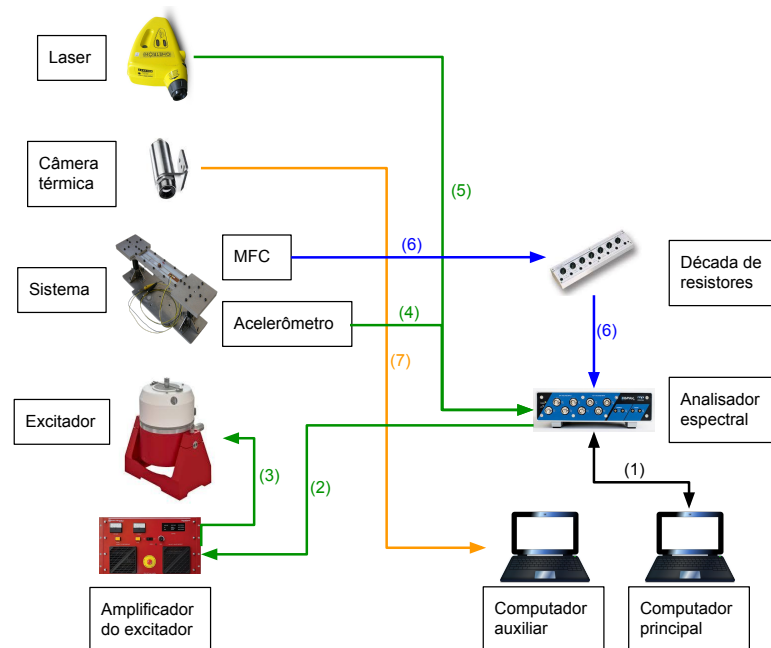 Laser
Câmera
térmica
(5)
MFC
(6)
Década de
resistores
Sistema
Acelerômetro
(4)
(6)
(7)
Analisador
espectral
Excitador
(3)
(2)
(1)
Amplificador
do excitador
Computador
auxiliar
Computador
principal